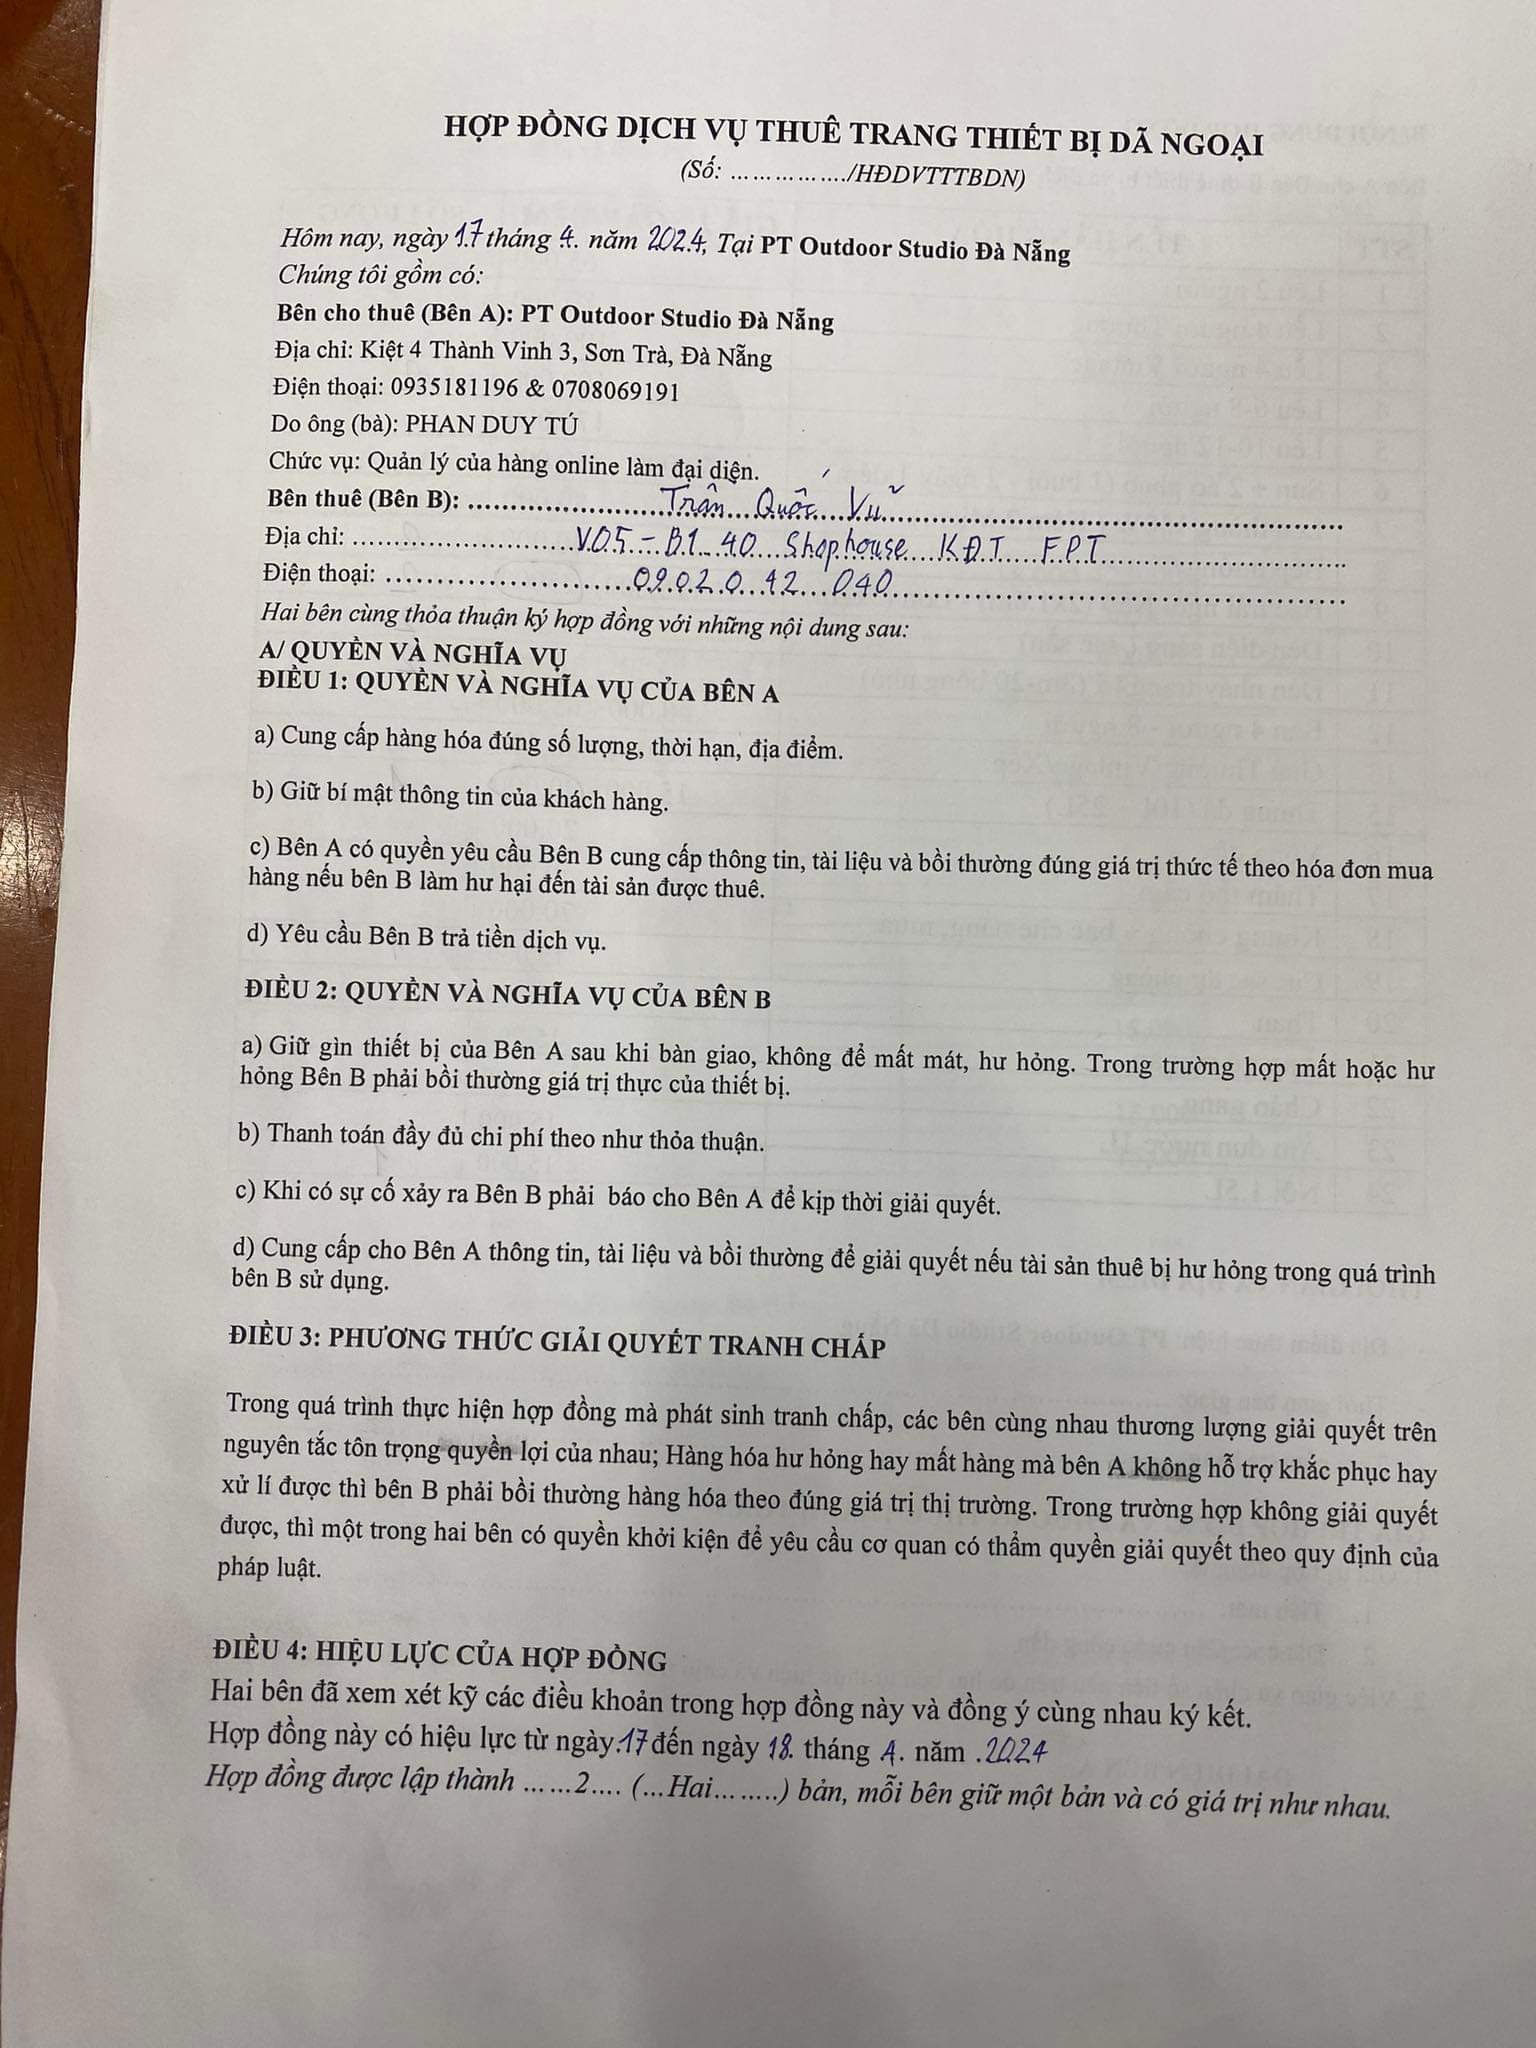 HỢP ĐỒNG DỊCH VỤ THUÊ TRANG THIẾT BỊ DÃ NGOẠI
(Số: ……………./HĐDVTTTBDN)
Hôm nay, ngày 17 tháng 4. năm 2024, Tại PT Outdoor Studio Đà Nẵng
Chúng tôi gồm có:
Bên cho thuê (Bên A): PT Outdoor Studio Đà Nẵng
Địa chỉ: Kiệt 4 Thành Vinh 3, Sơn Trà, Đà Nẵng
Điện thoại: 0935181196 & 0708069191
Do ông (bà): PHAN DUY TÚ
Chức vụ: Quản lý của hàng online làm đại diện.
Bên thuê (Bên B): Trần Quốc Vũ
Địa chỉ: V05 - B1 40 Shophouse KĐT FPT
Điện thoại: 09020 42 040
Hai bên cùng thỏa thuận ký hợp đồng với những nội dung sau:
A/ QUYỀN VÀ NGHĨA VỤ
ĐIỀU 1: QUYỀN VÀ NGHĨA VỤ CỦA BÊN A
a) Cung cấp hàng hóa đúng số lượng, thời hạn, địa điểm.
b) Giữ bí mật thông tin của khách hàng.
c) Bên A có quyền yêu cầu Bên B cung cấp thông tin, tài liệu và bồi thường đúng giá trị thức tế theo hóa đơn mua
hàng nếu bên B làm hư hại đến tài sản được thuê.
d) Yêu cầu Bên B trả tiền dịch vụ.
ĐIỀU 2: QUYỀN VÀ NGHĨA VỤ CỦA BÊN B
a) Giữ gìn thiết bị của Bên A sau khi bàn giao, không để mất mát, hư hỏng. Trong trường hợp mất hoặc hư
hỏng Bên B phải bồi thường giá trị thực của thiết bị.
b) Thanh toán đầy đủ chi phí theo như thỏa thuận.
c) Khi có sự cố xảy ra Bên B phải báo cho Bên A để kịp thời giải quyết.
d) Cung cấp cho Bên A thông tin, tài liệu và bồi thường để giải quyết nếu tài sản thuê bị hư hỏng trong quá trình
bên B sử dụng.
ĐIỀU 3: PHƯƠNG THỨC GIẢI QUYẾT TRANH CHẤP
Trong quá trình thực hiện hợp đồng mà phát sinh tranh chấp, các bên cùng nhau thương lượng giải quyết trên
nguyên tắc tôn trọng quyền lợi của nhau; Hàng hóa hư hỏng hay mất hàng mà bên A không hỗ trợ khắc phục hay
xử lí được thì bên B phải bồi thường hàng hóa theo đúng giá trị thị trường. Trong trường hợp không giải quyết
được, thì một trong hai bên có quyền khởi kiện để yêu cầu cơ quan có thẩm quyền giải quyết theo quy định của
pháp luật.
ĐIỀU 4: HIỆU LỰC CỦA HỢP ĐỒNG
Hai bên đã xem xét kỹ các điều khoản trong hợp đồng này và đồng ý cùng nhau ký kết.
Hợp đồng này có hiệu lực từ ngày.17 đến ngày 18. tháng 4. năm .2024
Hợp đồng được lập thành ……2…. (…Hai…….) bản, mỗi bên giữ một bản và có giá trị như nhau.